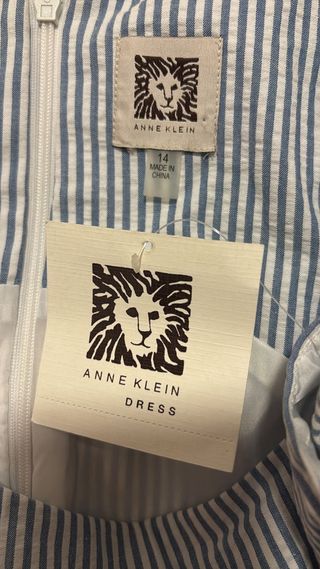 ANNE KLEIN
14
MADE IN
CHINA
ANNE KLEIN
DRESS